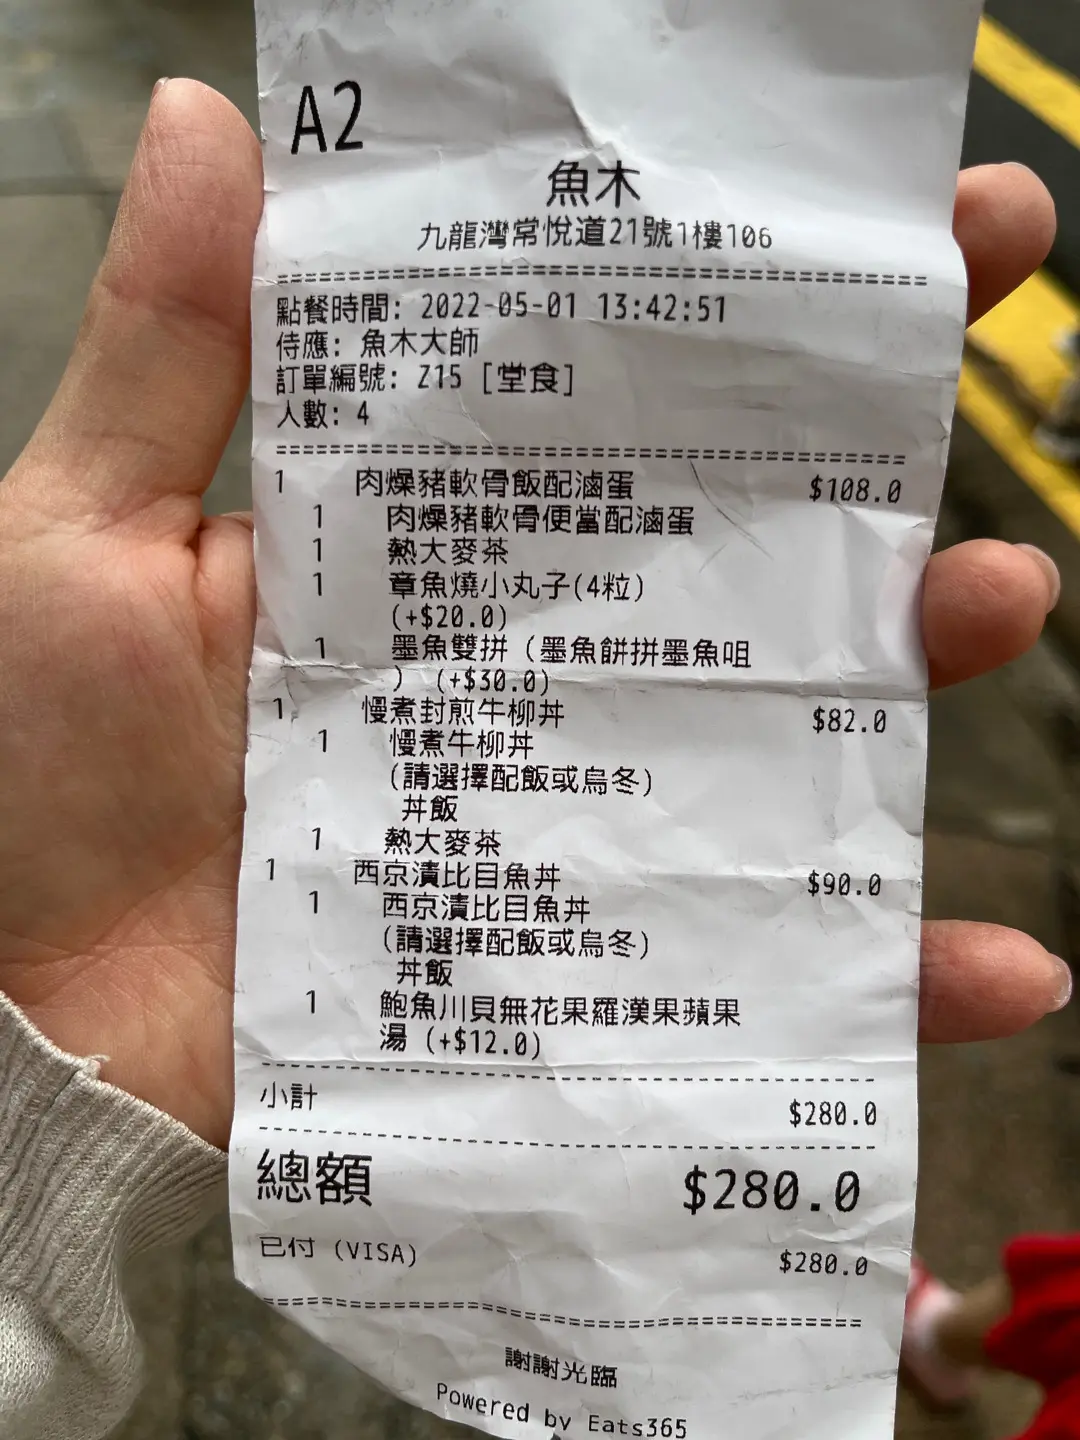 A2
魚木
九龍灣常悅道21號1樓106
點餐時間: 2022-05-01 13:42:51
侍應: 魚木大師
訂單編號: Z15 [堂食]
人數: 4
1 肉燥豬軟骨飯配滷蛋 $108.0
1 肉燥豬軟骨便當配滷蛋
1 熱大麥茶
1 章魚燒小丸子(4粒)
(+$20.0)
1 墨魚雙拼 (墨魚餅拼墨魚咀
) (+$30.0)
1 慢煮封煎牛柳丼 $82.0
1 慢煮牛柳丼
(請選擇配飯或烏冬)
丼飯
1 熱大麥茶
1 西京漬比目魚丼 $90.0
1 西京漬比目魚丼
(請選擇配飯或烏冬)
丼飯
1 鮑魚川貝無花果羅漢果蘋果
湯 (+$12.0)
小計 $280.0
總額 $280.0
已付 (VISA) $280.0
謝謝光臨
Powered by Eats365